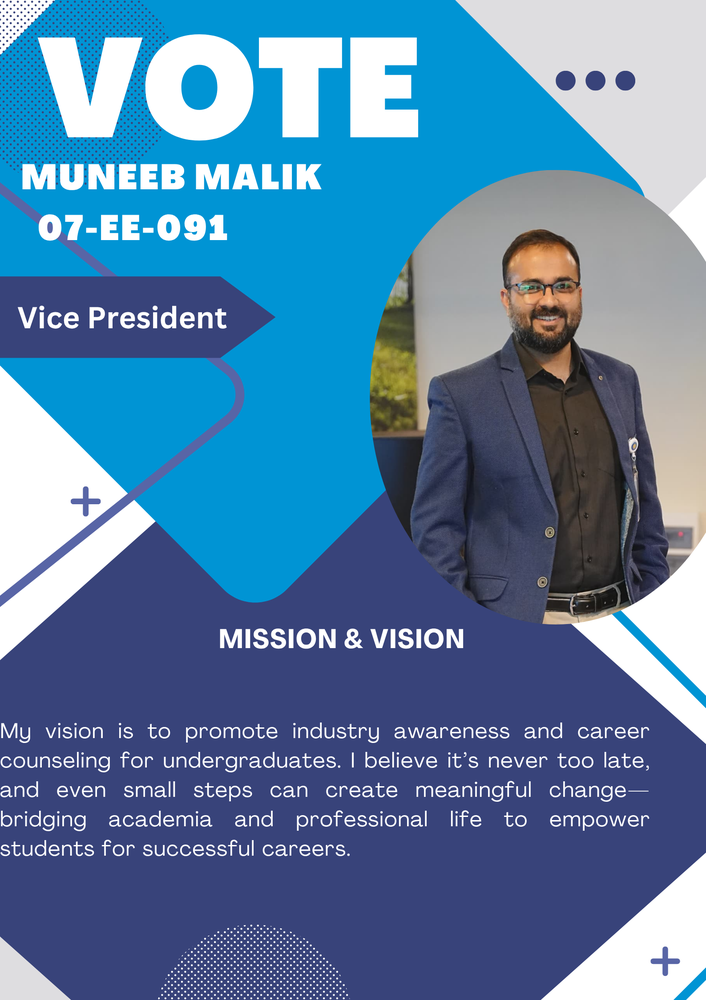 VOTE
MUNEEB MALIK
07-EE-091
Vice President
MISSION & VISION
My vision is to promote industry awareness and career
counseling for undergraduates. I believe it’s never too late,
and even small steps can create meaningful change—
bridging academia and professional life to empower
students for successful careers.